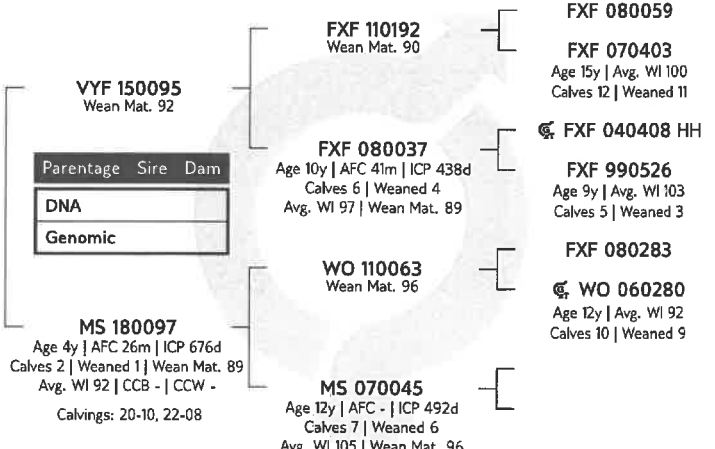 VYF 150095
Wean Mat. 92
Parentage Sire Dam
DNA
Genomic
MS 180097
Age 4y | AFC 26m | ICP 676d
Calves 2 | Weaned 1 | Wean Mat. 89
Avg. WI 92 | CCB - | CCW -
Calvings: 20-10, 22-08
FXF 110192
Wean Mat. 90
FXF 080037
Age 10y | AFC 41m | ICP 438d
Calves 6 | Weaned 4
Avg. WI 97 | Wean Mat. 89
WO 110063
Wean Mat. 96
MS 070045
Age 12y | AFC - | ICP 492d
Calves 7 | Weaned 6
Avg. WI 105 | Wean Mat. 96
FXF 080059
FXF 070403
Age 15y | Avg. WI 100
Calves 12 | Weaned 11
FXF 040408 HH
FXF 990526
Age 9y | Avg. WI 103
Calves 5 | Weaned 3
FXF 080283
WO 060280
Age 12y | Avg. WI 92
Calves 10 | Weaned 9